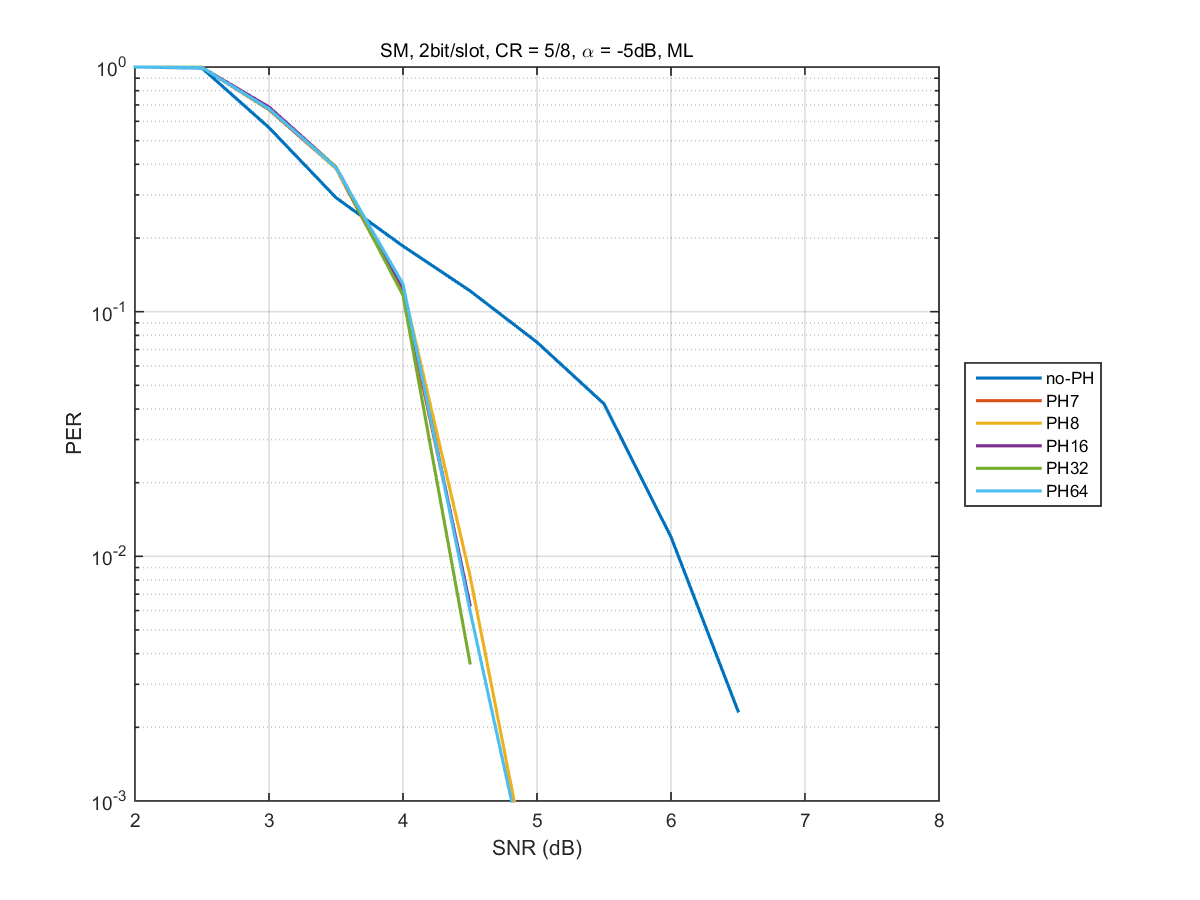 SM, 2bit/slot, CR = 5/8, α = -5dB, ML
10^0
10^-1
10^-2
10^-3
PER
2 3 4 5 6 7 8
SNR (dB)
no-PH
PH7
PH8
PH16
PH32
PH64